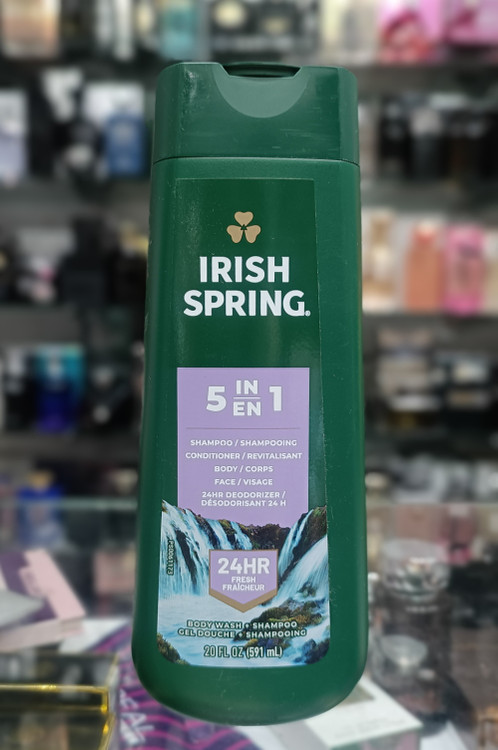 IRISH
SPRING.
5 IN EN 1
SHAMPOO / SHAMPOOING
CONDITIONER / REVITALISANT
BODY / CORPS
FACE / VISAGE
24HR DEODORIZER /
DÉSODORISANT 24 H
24HR
FRESH
FRAÎCHEUR
BODY WASH + SHAMPOO
GEL DOUCHE + SHAMPOOING
20 FL OZ (591 mL)